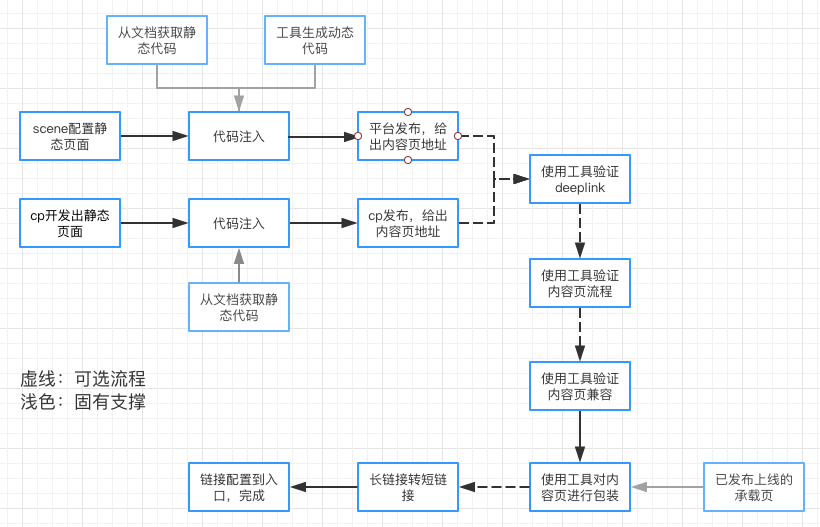 从文档获取静
态代码
工具生成动态
代码
scene配置静
态页面
代码注入
平台发布，给
出内容页地址
使用工具验证
deeplink
cp开发出静态
页面
代码注入
cp发布，给出
内容页地址
使用工具验证
内容页流程
从文档获取静
态代码
使用工具验证
内容页兼容
虚线：可选流程
浅色：固有支撑
链接配置到入
口，完成
长链接转短链
接
使用工具对内
容页进行包装
已发布上线的
承载页